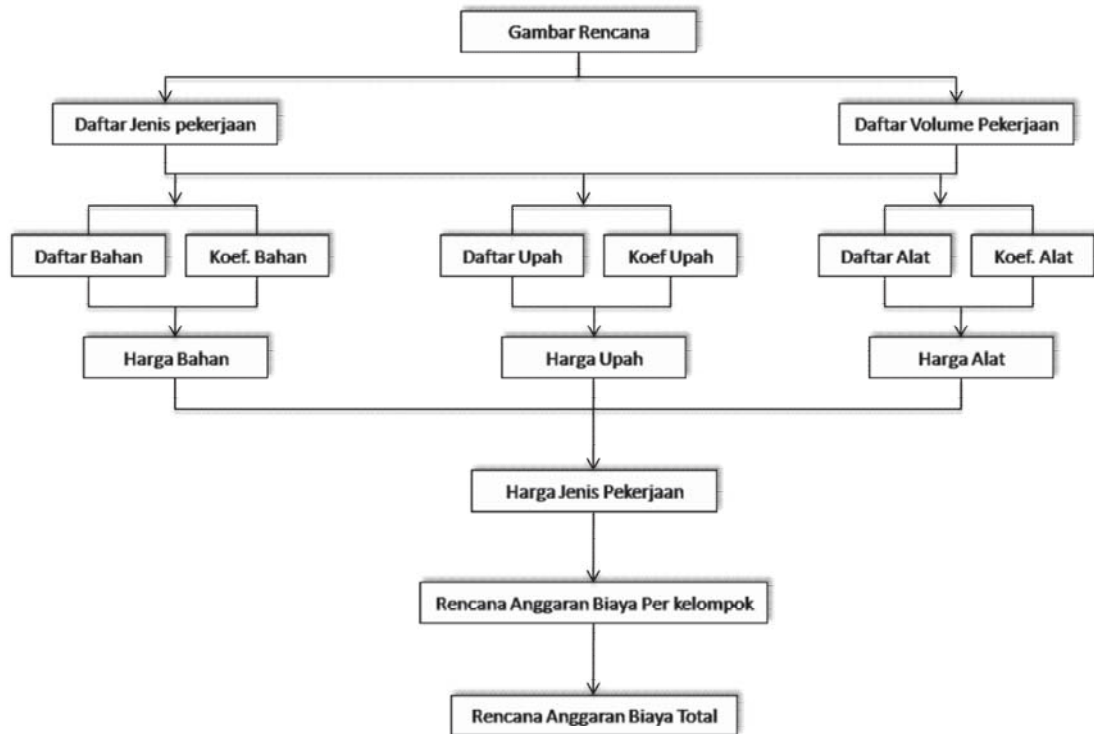 Gambar Rencana
Daftar Jenis pekerjaan
Daftar Volume Pekerjaan
Daftar Bahan
Koef. Bahan
Daftar Upah
Koef Upah
Daftar Alat
Koef. Alat
Harga Bahan
Harga Upah
Harga Alat
Harga Jenis Pekerjaan
Rencana Anggaran Biaya Per kelompok
Rencana Anggaran Biaya Total